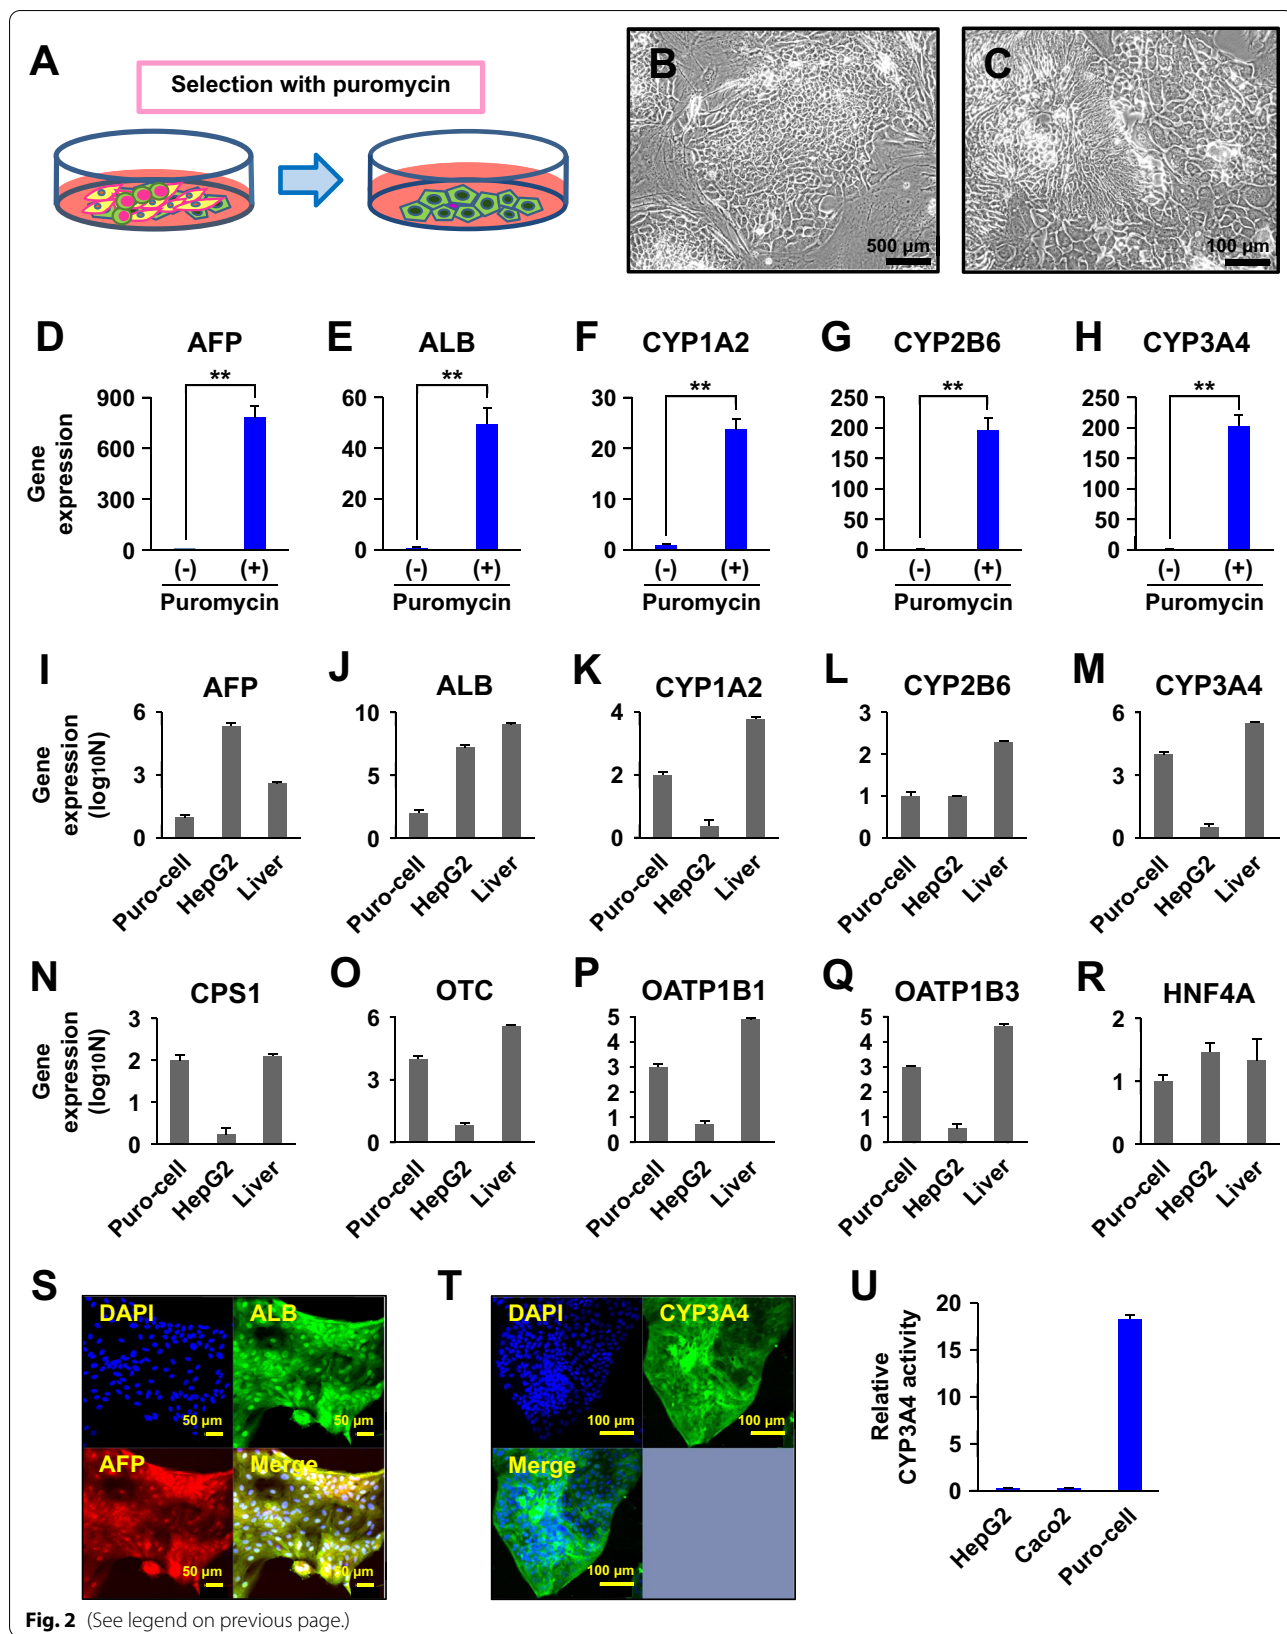 A
Selection with puromycin
B
500 µm
C
100 µm
D
AFP
E
ALB
F
CYP1A2
G
CYP2B6
H
CYP3A4
Gene
expression
900
600
300
0
**
(-) (+)
Puromycin
60
40
20
0
**
(-) (+)
Puromycin
30
20
10
0
**
(-) (+)
Puromycin
250
200
150
100
50
0
**
(-) (+)
Puromycin
250
200
150
100
50
0
**
(-) (+)
Puromycin
I
AFP
J
ALB
K
CYP1A2
L
CYP2B6
M
CYP3A4
Gene
expression
(log10N)
6
3
0
Puro-cell
HepG2
Liver
10
5
0
Puro-cell
HepG2
Liver
4
2
0
Puro-cell
HepG2
Liver
3
2
1
0
Puro-cell
HepG2
Liver
6
3
0
Puro-cell
HepG2
Liver
N
CPS1
O
OTC
P
OATP1B1
Q
OATP1B3
R
HNF4A
Gene
expression
(log10N)
3
2
1
0
Puro-cell
HepG2
Liver
6
3
0
Puro-cell
HepG2
Liver
5
4
3
2
1
0
Puro-cell
HepG2
Liver
5
4
3
2
1
0
Puro-cell
HepG2
Liver
2
1
0
Puro-cell
HepG2
Liver
S
DAPI
50 µm
ALB
50 µm
AFP
50 µm
Merge
50 µm
T
DAPI
100 µm
CYP3A4
100 µm
Merge
100 µm
U
Relative
CYP3A4 activity
20
15
10
5
0
HepG2
Caco2
Puro-cell
Fig. 2 (See legend on previous page.)